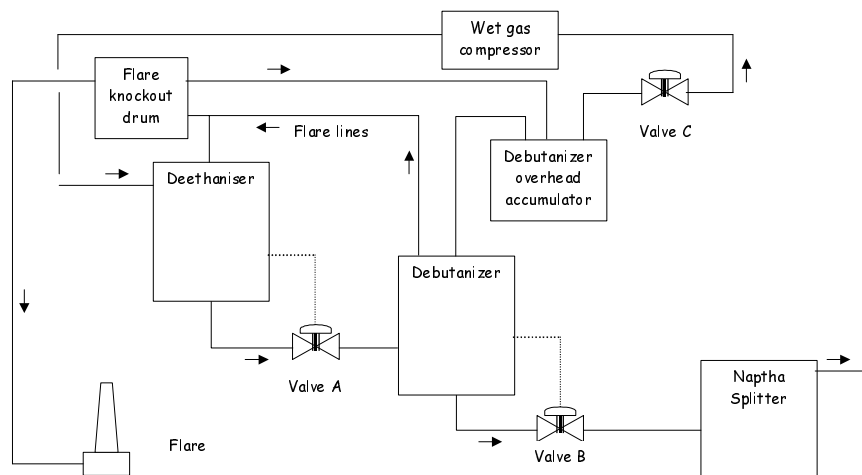 Wet gas
compressor
Flare
knockout
drum
Valve C
Flare lines
Debutanizer
overhead
accumulator
Deethaniser
Debutanizer
Valve A
Naptha
Splitter
Flare
Valve B